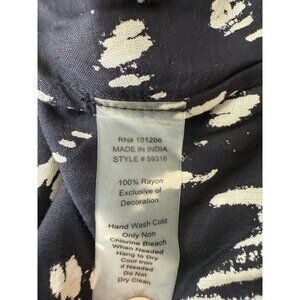 RN# 101206
MADE IN INDIA
STYLE # 59316
100% Rayon
Exclusive of
Decoration
Hand Wash Cold
Only Non
Chlorine Bleach
When Needed
Hang to Dry
Cool Iron
if Needed
Do Not
Dry Clean